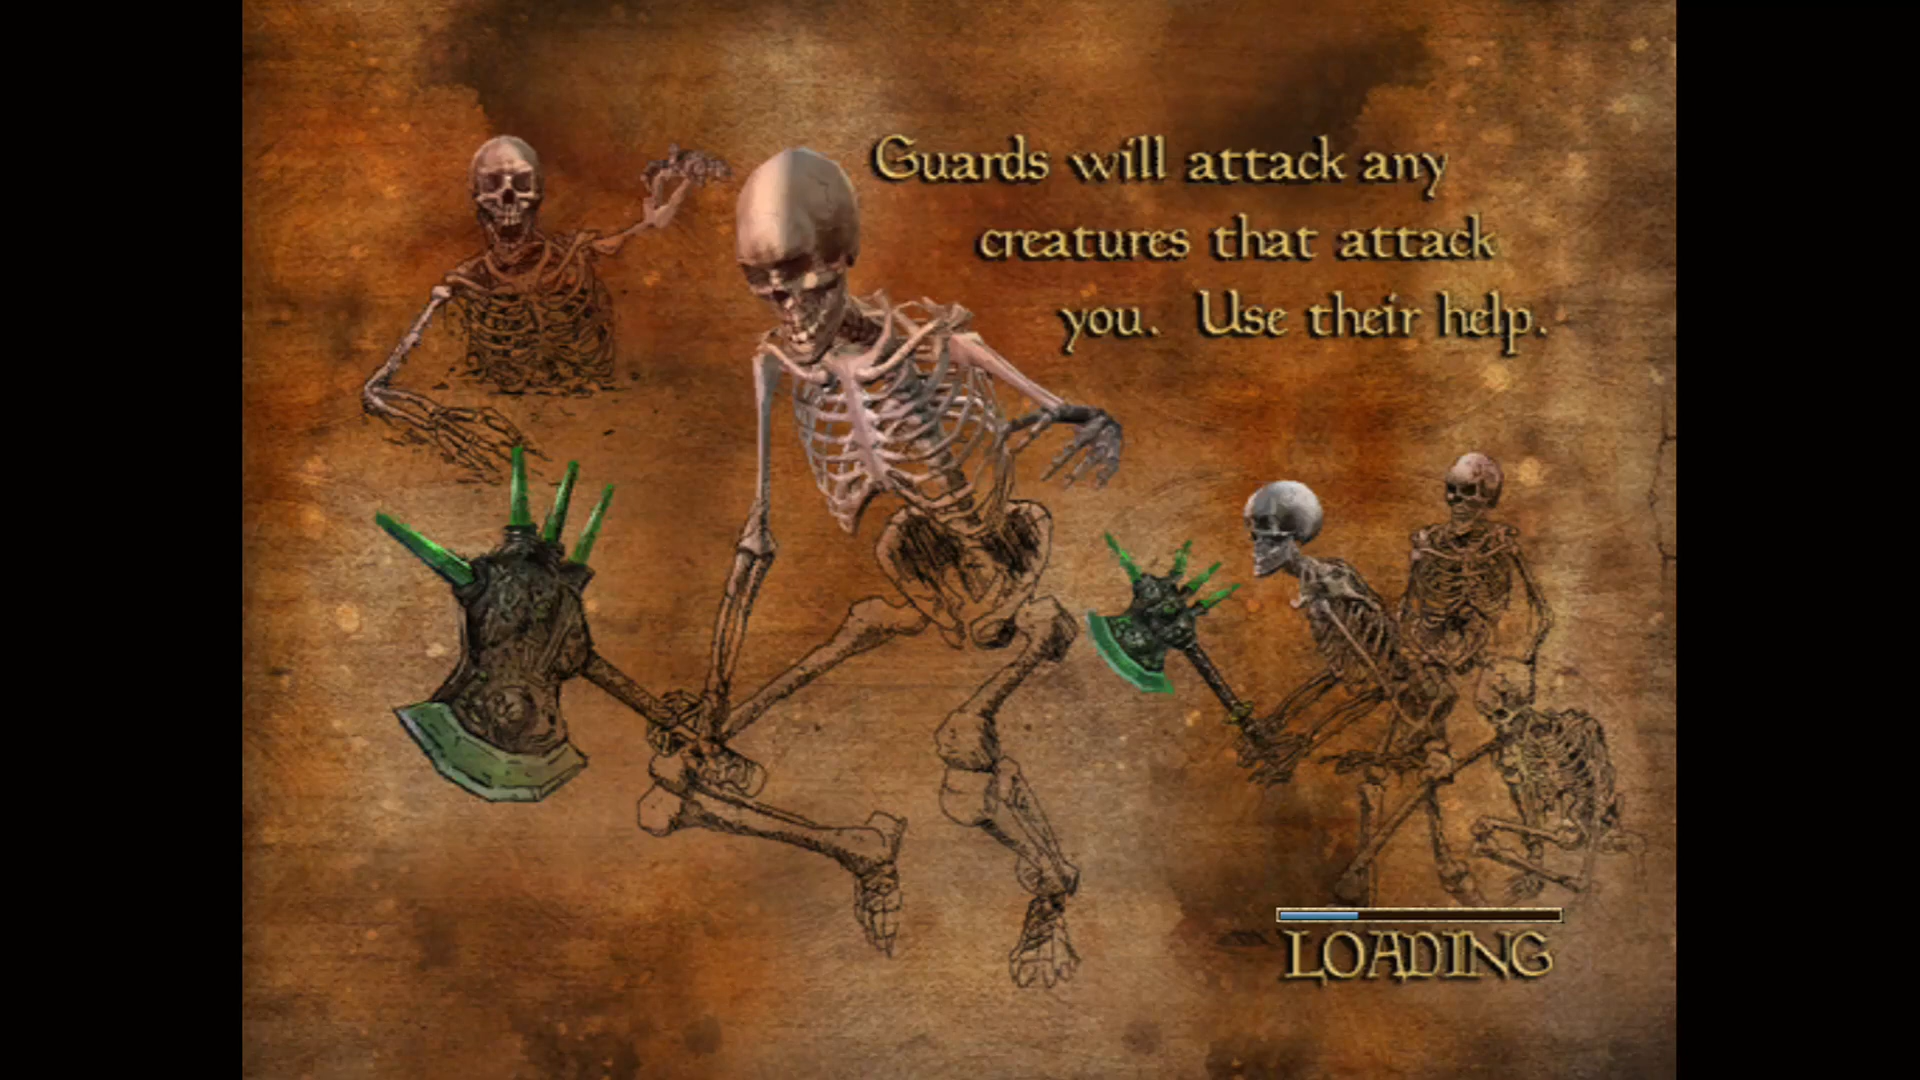 Guards will attack any
creatures that attack
you. Use their help.
LOADING